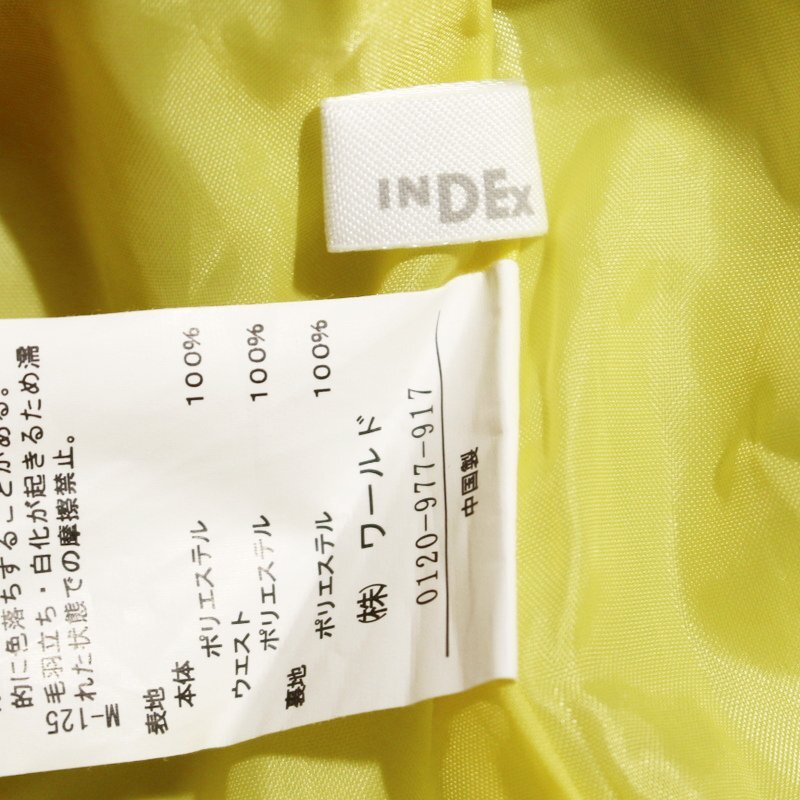 INDEX
的に色落ちすることがある。
毛羽立ち・白化が起きるため濡
れた状態での摩擦禁止。
表地
本体
ポリエステル 100%
ウエスト
ポリエステル 100%
裏地
ポリエステル 100%
(株) ワールド
0120-977-917
中国製